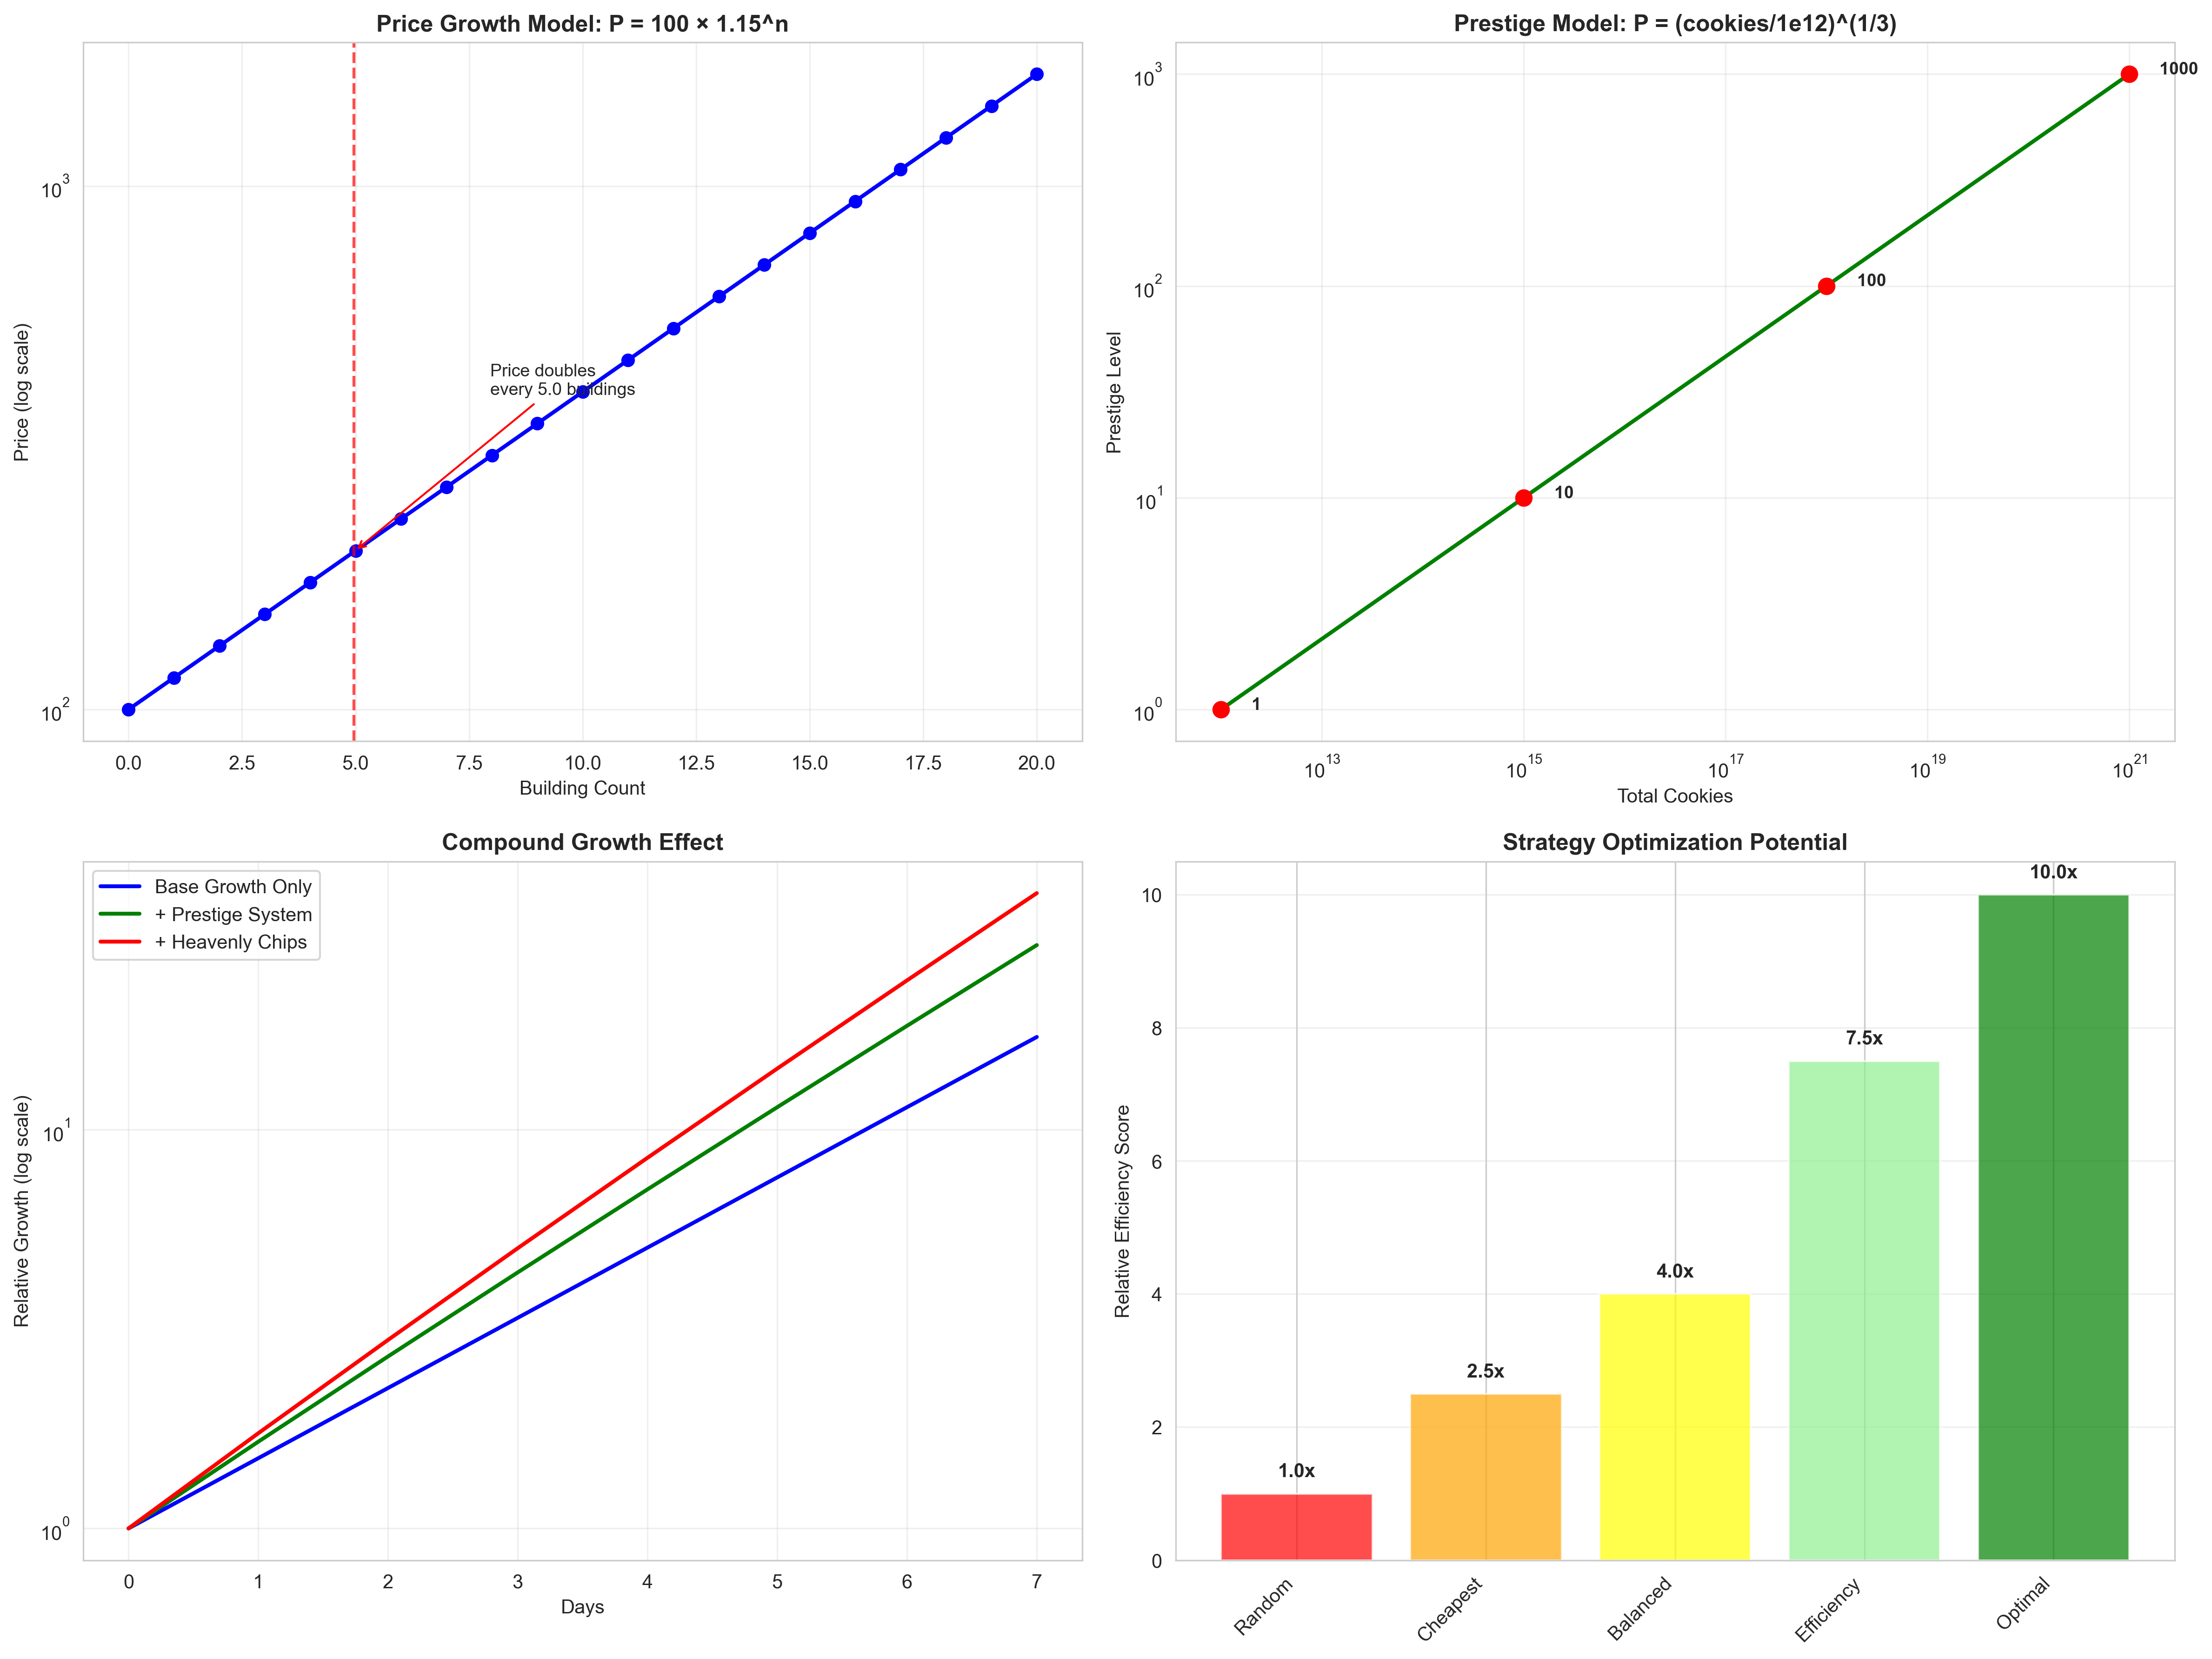 Price Growth Model: P = 100 × 1.15^n
Price (log scale)
10^3
10^2
Price doubles
every 5.0 buildings
0.0 2.5 5.0 7.5 10.0 12.5 15.0 17.5 20.0
Building Count
Prestige Model: P = (cookies/1e12)^(1/3)
Prestige Level
10^3
10^2
10^1
10^0
1000
100
10
1
10^13 10^15 10^17 10^19 10^21
Total Cookies
Compound Growth Effect
Base Growth Only
+ Prestige System
+ Heavenly Chips
Relative Growth (log scale)
10^1
10^0
0 1 2 3 4 5 6 7
Days
Strategy Optimization Potential
Relative Efficiency Score
10
8
6
4
2
0
1.0x
2.5x
4.0x
7.5x
10.0x
Random
Cheapest
Balanced
Efficiency
Optimal